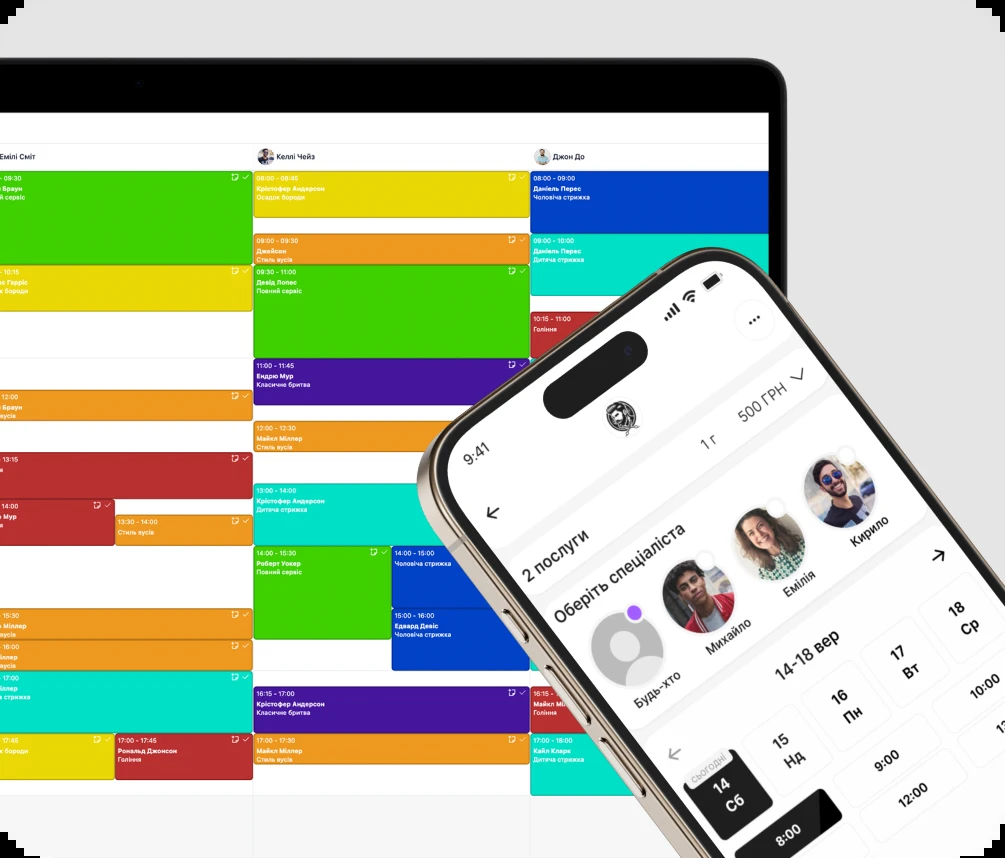 Емілі Сміт
- 09:30
Браун
й сервіс
- 10:15
с Гарріс
к бороди
12:00
Браун
вусів
- 13:15
14:00
Мур
13:30 - 14:00
Стиль вусів
- 15:30
Міллер
вусів
- 16:00
іллер
вусів
- 17:00
іллер
а стрижка
17:45
бороди
17:00 - 17:45
Рональд Джонсон
Гоління
Келлі Чейз
08:00 - 08:45
Крістофер Андерсон
Осадок бороди
09:00 - 09:30
Джейсон
Стиль вусів
09:30 - 11:00
Девід Лопес
Повний сервіс
11:00 - 11:45
Ендрю Мур
Класичне бритва
12:00 - 12:30
Майкл Міллер
Стиль вусів
13:00 - 14:00
Крістофер Андерсон
Дитяча стрижка
14:00 - 15:30
Роберт Уокер
Повний сервіс
14:00 - 15:00
Чоловіча стрижка
15:00 - 16:00
Едвард Девіс
Чоловіча стрижка
16:15 - 17:00
Крістофер Андерсон
Класичне бритва
17:00 - 17:30
Майкл Міллер
Стиль вусів
Джон До
08:00 - 09:00
Даніель Перес
Чоловіча стрижка
09:00 - 10:00
Даніель Перес
Дитяча стрижка
10:15 - 11:00
Гоління
16:15 - 1
Майкл Мі
Гоління
17:00 - 18:00
Кайл Кларк
Дитяча стрижка
9:41
2 послуги
1 г
500 ГРН
Оберіть спеціаліста
Будь-хто
Михайло
Емілія
Кирило
14-18 вер
сьогодні
14
Сб
15
Нд
16
Пн
17
Вт
18
Ср
8:00
9:00
10:00
12:00